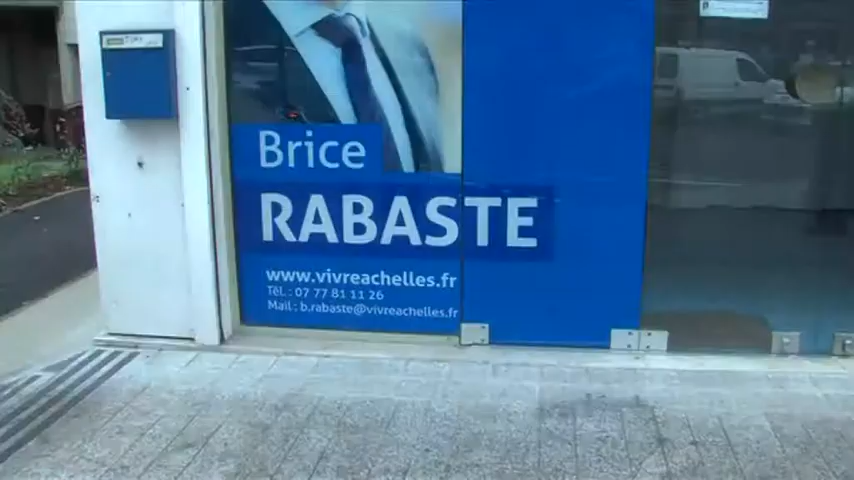 Brice
RABASTE
www.vivreachelles.fr
Tél. : 07 77 81 11 26
Mail : b.rabaste@vivreachelles.fr